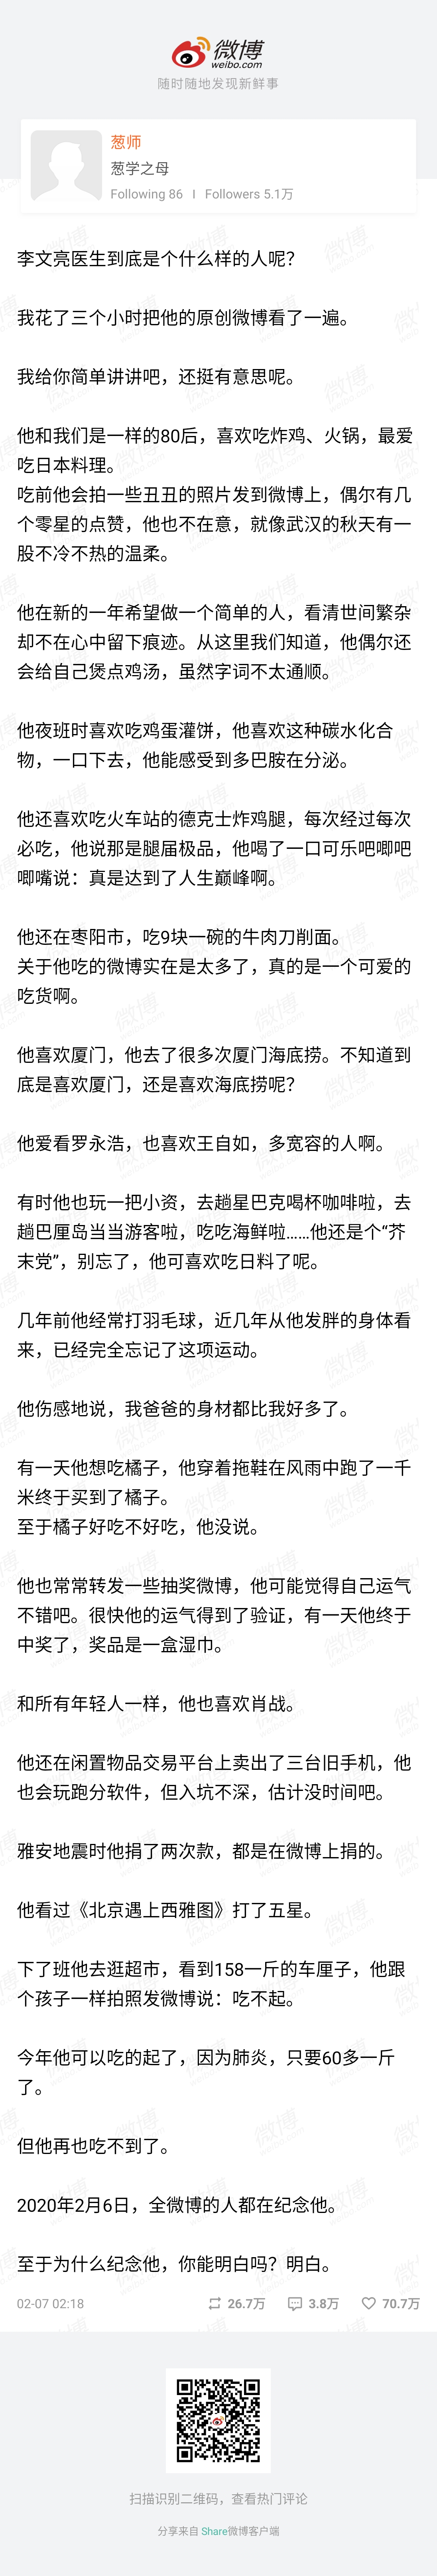 微博
weibo.com
随时随地发现新鲜事
葱师
葱学之母
Following 86 | Followers 5.1万
李文亮医生到底是个什么样的人呢？
我花了三个小时把他的原创微博看了一遍。
我给你简单讲讲吧，还挺有意思呢。
他和我们是一样的80后，喜欢吃炸鸡、火锅，最爱
吃日本料理。
吃前他会拍一些丑丑的照片发到微博上，偶尔有几
个零星的点赞，他也不在意，就像武汉的秋天有一
股不冷不热的温柔。
他在新的一年希望做一个简单的人，看清世间繁杂
却不在心中留下痕迹。从这里我们知道，他偶尔还
会给自己煲点鸡汤，虽然字词不太通顺。
他夜班时喜欢吃鸡蛋灌饼，他喜欢这种碳水化合
物，一口下去，他能感受到多巴胺在分泌。
他还喜欢吃火车站的德克士炸鸡腿，每次经过每次
必吃，他说那是腿届极品，他喝了一口可乐吧唧吧
唧嘴说：真是达到了人生巅峰啊。
他还在枣阳市，吃9块一碗的牛肉刀削面。
关于他吃的微博实在是太多了，真的是一个可爱的
吃货啊。
他喜欢厦门，他去了很多次厦门海底捞。不知道到
底是喜欢厦门，还是喜欢海底捞呢？
他爱看罗永浩，也喜欢王自如，多宽容的人啊。
有时他也玩一把小资，去趟星巴克喝杯咖啡啦，去
趟巴厘岛当当游客啦，吃吃海鲜啦……他还是个“芥
末党”，别忘了，他可喜欢吃日料了呢。
几年前他经常打羽毛球，近几年从他发胖的身体看
来，已经完全忘记了这项运动。
他伤感地说，我爸爸的身材都比我好多了。
有一天他想吃橘子，他穿着拖鞋在风雨中跑了一千
米终于买到了橘子。
至于橘子好吃不好吃，他没说。
他也常常转发一些抽奖微博，他可能觉得自己运气
不错吧。很快他的运气得到了验证，有一天他终于
中奖了，奖品是一盒湿巾。
和所有年轻人一样，他也喜欢肖战。
他还在闲置物品交易平台上卖出了三台旧手机，他
也会玩跑分软件，但入坑不深，估计没时间吧。
雅安地震时他捐了两次款，都是在微博上捐的。
他看过《北京遇上西雅图》打了五星。
下了班他去逛超市，看到158一斤的车厘子，他跟
个孩子一样拍照发微博说：吃不起。
今年他可以吃的起了，因为肺炎，只要60多一斤
了。
但他再也吃不到了。
2020年2月6日，全微博的人都在纪念他。
至于为什么纪念他，你能明白吗？明白。
02-07 02:18 26.7万 3.8万 70.7万
扫描识别二维码，查看热门评论
分享来自 Share微博客户端